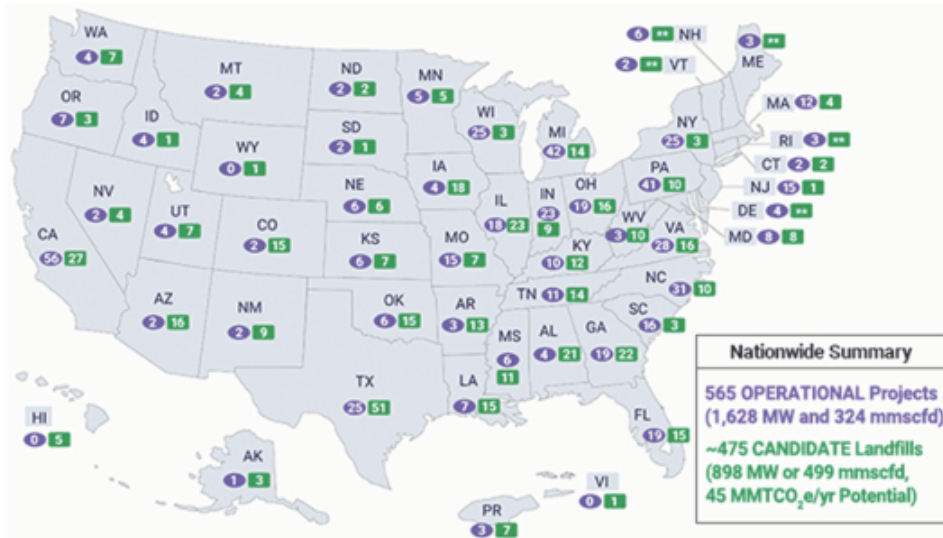 WA
4 7
MT
2 4
ND
2 2
MN
5 5
6 ** NH
3 **
ME
2 ** VT
OR
7 3
ID
4 1
WY
0 1
SD
2 1
WI
25 3
MI
42 14
NY
25 3
MA 12 4
RI 3 **
CT 2 2
NJ 15 1
DE 4 **
MD 8 8
NV
2 4
UT
4 7
CO
2 15
NE
6 6
IA
4 18
IL
18 23
IN
23
9
OH
19 16
PA
41 10
WV
3 10
VA
28 16
CA
56 27
KS
6 7
MO
15 7
KY
10 12
NC
31 10
AZ
2 16
NM
2 9
OK
6 15
AR
3 13
TN 11 14
SC
16 3
MS
6
11
AL
4 21
GA
19 22
TX
25 51
LA
7 15
FL
19 15
HI
0 5
AK
1 3
PR
3 7
VI
0 1
Nationwide Summary
565 OPERATIONAL Projects
(1,628 MW and 324 mmscfd)
~475 CANDIDATE Landfills
(898 MW or 499 mmscfd,
45 MMTCO₂e/yr Potential)